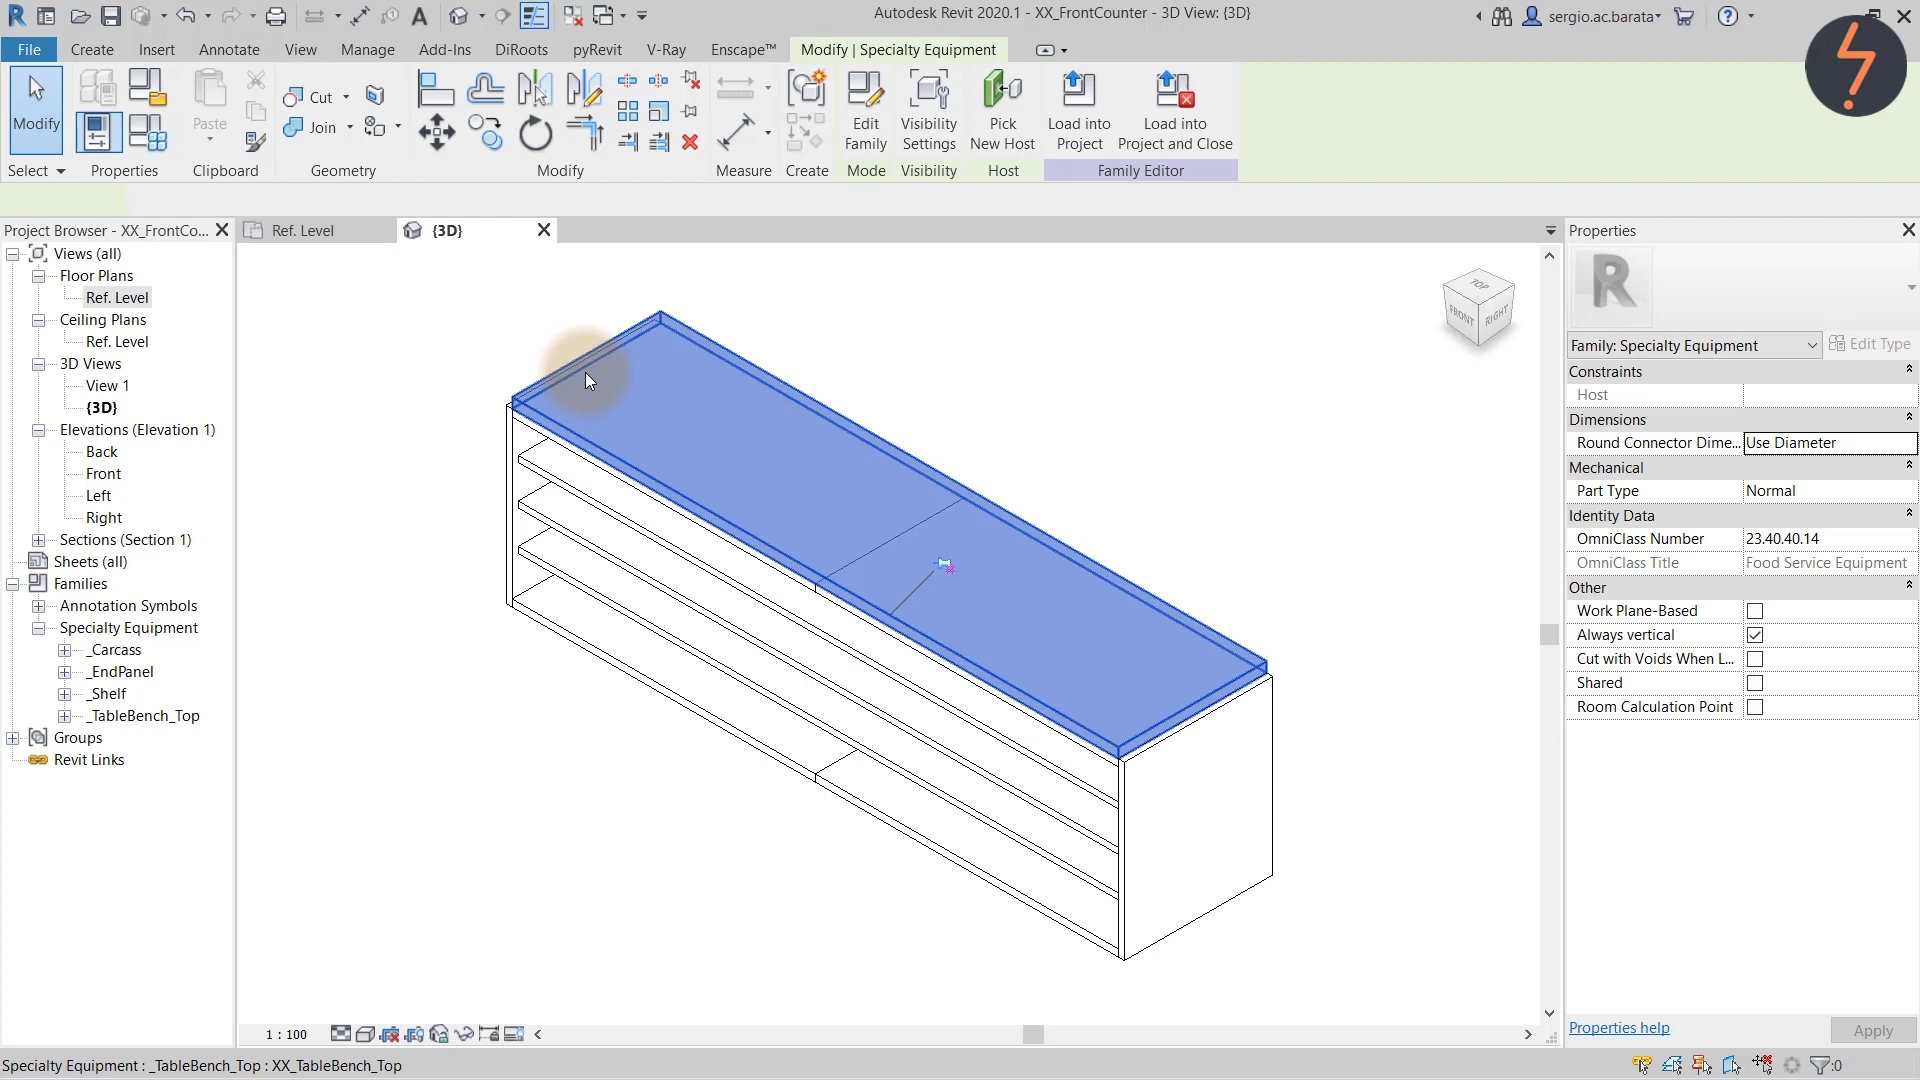 Autodesk Revit 2020.1 - XX_FrontCounter - 3D View: {3D}
sergio.ac.barata
File Create Insert Annotate View Manage Add-Ins DiRoots pyRevit V-Ray Enscape™ Modify | Specialty Equipment
Modify
Paste
Cut
Join
Edit Family
Visibility Settings
Pick New Host
Load into Project
Load into Project and Close
Select Properties Clipboard Geometry Modify Measure Create Mode Visibility Host Family Editor
Project Browser - XX_FrontCo...
Ref. Level
{3D}
Properties
Views (all)
Floor Plans
Ref. Level
Ceiling Plans
Ref. Level
3D Views
View 1
{3D}
Elevations (Elevation 1)
Back
Front
Left
Right
Sections (Section 1)
Sheets (all)
Families
Annotation Symbols
Specialty Equipment
_Carcass
_EndPanel
_Shelf
_TableBench_Top
Groups
Revit Links
TOP
FRONT
RIGHT
Family: Specialty Equipment
Edit Type
Constraints
Host
Dimensions
Round Connector Dime... Use Diameter
Mechanical
Part Type Normal
Identity Data
OmniClass Number 23.40.40.14
OmniClass Title Food Service Equipment
Other
Work Plane-Based
Always vertical
Cut with Voids When L...
Shared
Room Calculation Point
Properties help
Apply
1 : 100
Specialty Equipment : _TableBench_Top : XX_TableBench_Top
:0